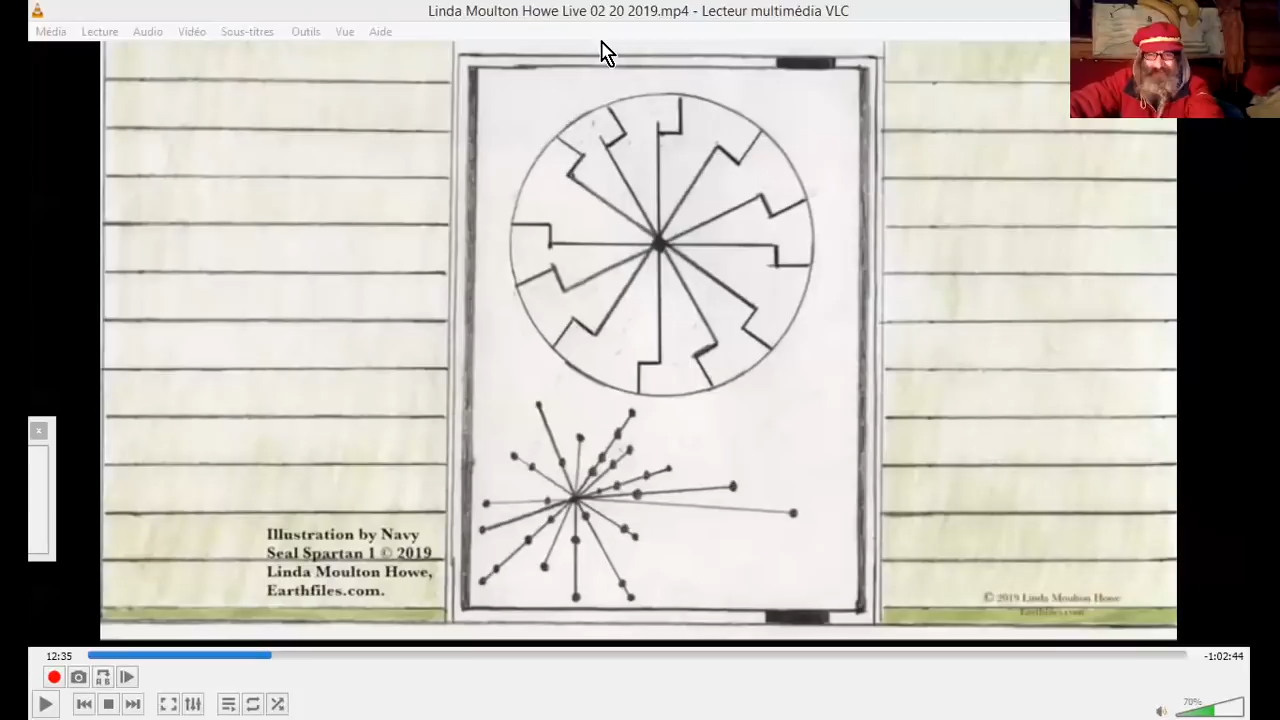 Linda Moulton Howe Live 02 20 2019.mp4 - Lecteur multimédia VLC
Média Lecture Audio Vidéo Sous-titres Outils Vue Aide
Illustration by Navy
Seal Spartan 1 © 2019
Linda Moulton Howe,
Earthfiles.com.
© 2019 Linda Moulton Howe
Earthfiles.com
12:35
-1:02:44
70%